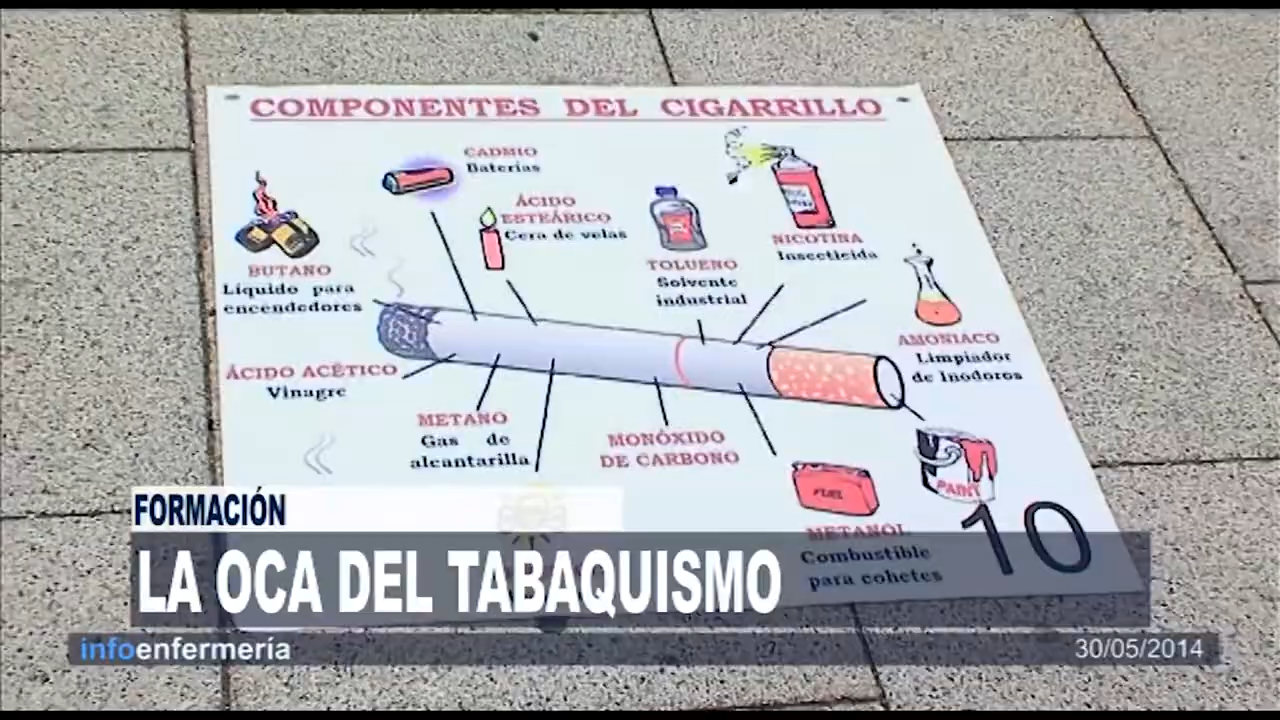 COMPONENTES DEL CIGARRILLO
CADMIO
Baterías
ÁCIDO
ESTEÁRICO
Cera de velas
TOLUENO
Solvente
industrial
NICOTINA
Insecticida
BUTANO
Líquido para
encendedores
AMONIACO
Limpiador
de Inodoros
ÁCIDO ACÉTICO
Vinagre
METANO
Gas de
alcantarilla
MONÓXIDO
DE CARBONO
FUEL
PAINT
METANOL
Combustible
para cohetes
10
FORMACIÓN
LA OCA DEL TABAQUISMO
infoenfermería
30/05/2014